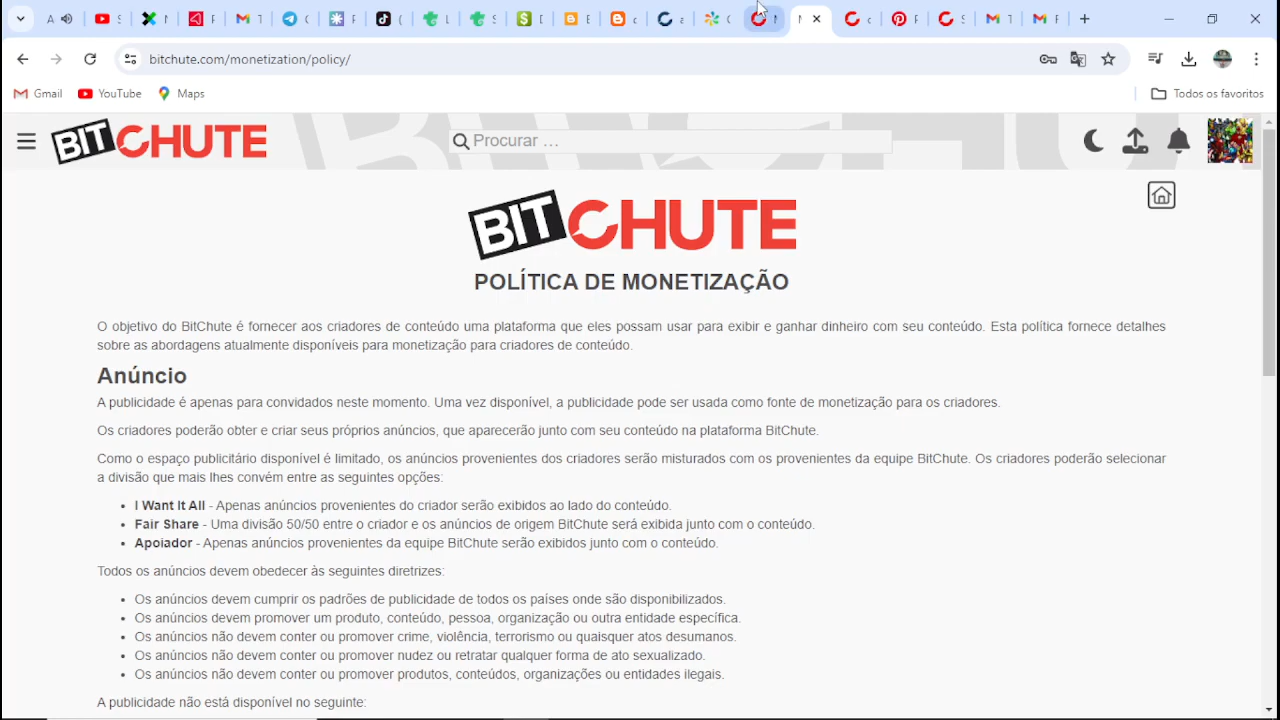 bitchute.com/monetization/policy/
Gmail
YouTube
Maps
Todos os favoritos
BITCHUTE
Procurar ...
BITCHUTE
POLÍTICA DE MONETIZAÇÃO
O objetivo do BitChute é fornecer aos criadores de conteúdo uma plataforma que eles possam usar para exibir e ganhar dinheiro com seu conteúdo. Esta política fornece detalhes
sobre as abordagens atualmente disponíveis para monetização para criadores de conteúdo.
Anúncio
A publicidade é apenas para convidados neste momento. Uma vez disponível, a publicidade pode ser usada como fonte de monetização para os criadores.
Os criadores poderão obter e criar seus próprios anúncios, que aparecerão junto com seu conteúdo na plataforma BitChute.
Como o espaço publicitário disponível é limitado, os anúncios provenientes dos criadores serão misturados com os provenientes da equipe BitChute. Os criadores poderão selecionar
a divisão que mais lhes convém entre as seguintes opções:
• I Want It All - Apenas anúncios provenientes do criador serão exibidos ao lado do conteúdo.
• Fair Share - Uma divisão 50/50 entre o criador e os anúncios de origem BitChute será exibida junto com o conteúdo.
• Apoiador - Apenas anúncios provenientes da equipe BitChute serão exibidos junto com o conteúdo.
Todos os anúncios devem obedecer às seguintes diretrizes:
• Os anúncios devem cumprir os padrões de publicidade de todos os países onde são disponibilizados.
• Os anúncios devem promover um produto, conteúdo, pessoa, organização ou outra entidade específica.
• Os anúncios não devem conter ou promover crime, violência, terrorismo ou quaisquer atos desumanos.
• Os anúncios não devem conter ou promover nudez ou retratar qualquer forma de ato sexualizado.
• Os anúncios não devem conter ou promover produtos, conteúdos, organizações ou entidades ilegais.
A publicidade não está disponível no seguinte: